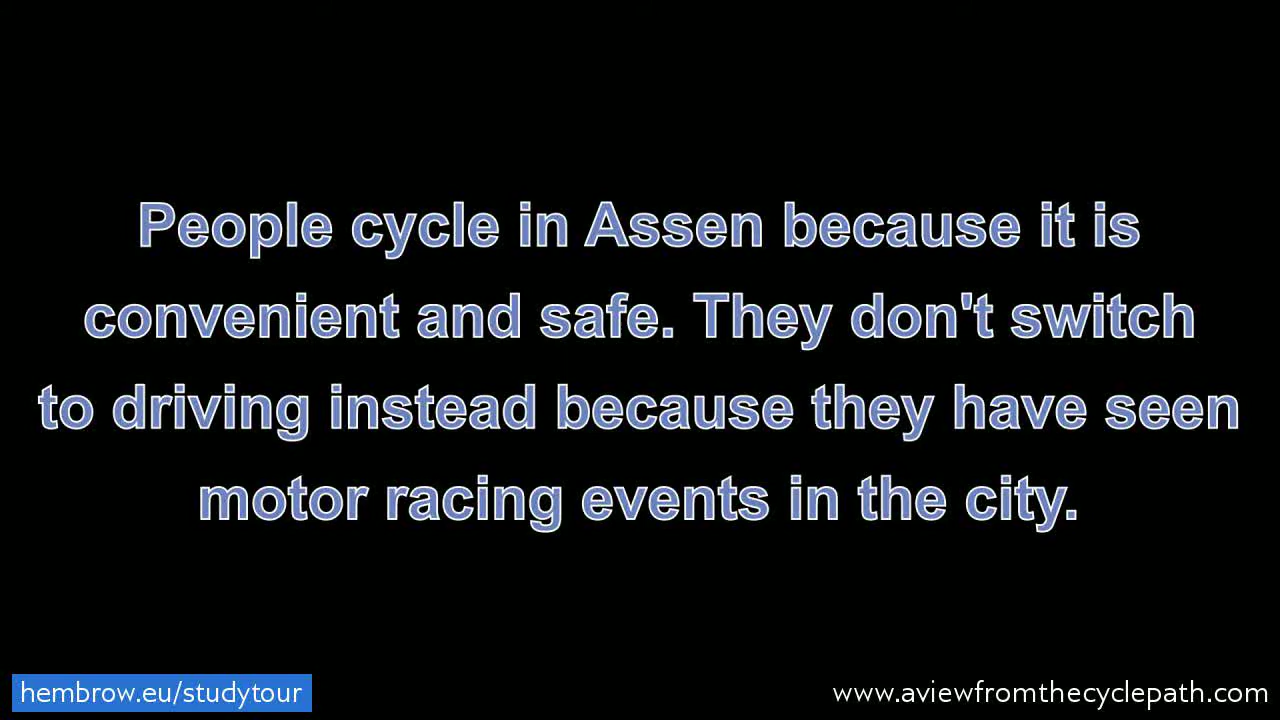 People cycle in Assen because it is
convenient and safe. They don't switch
to driving instead because they have seen
motor racing events in the city.
hembrow.eu/studytour
www.aviewfromthecyclepath.com